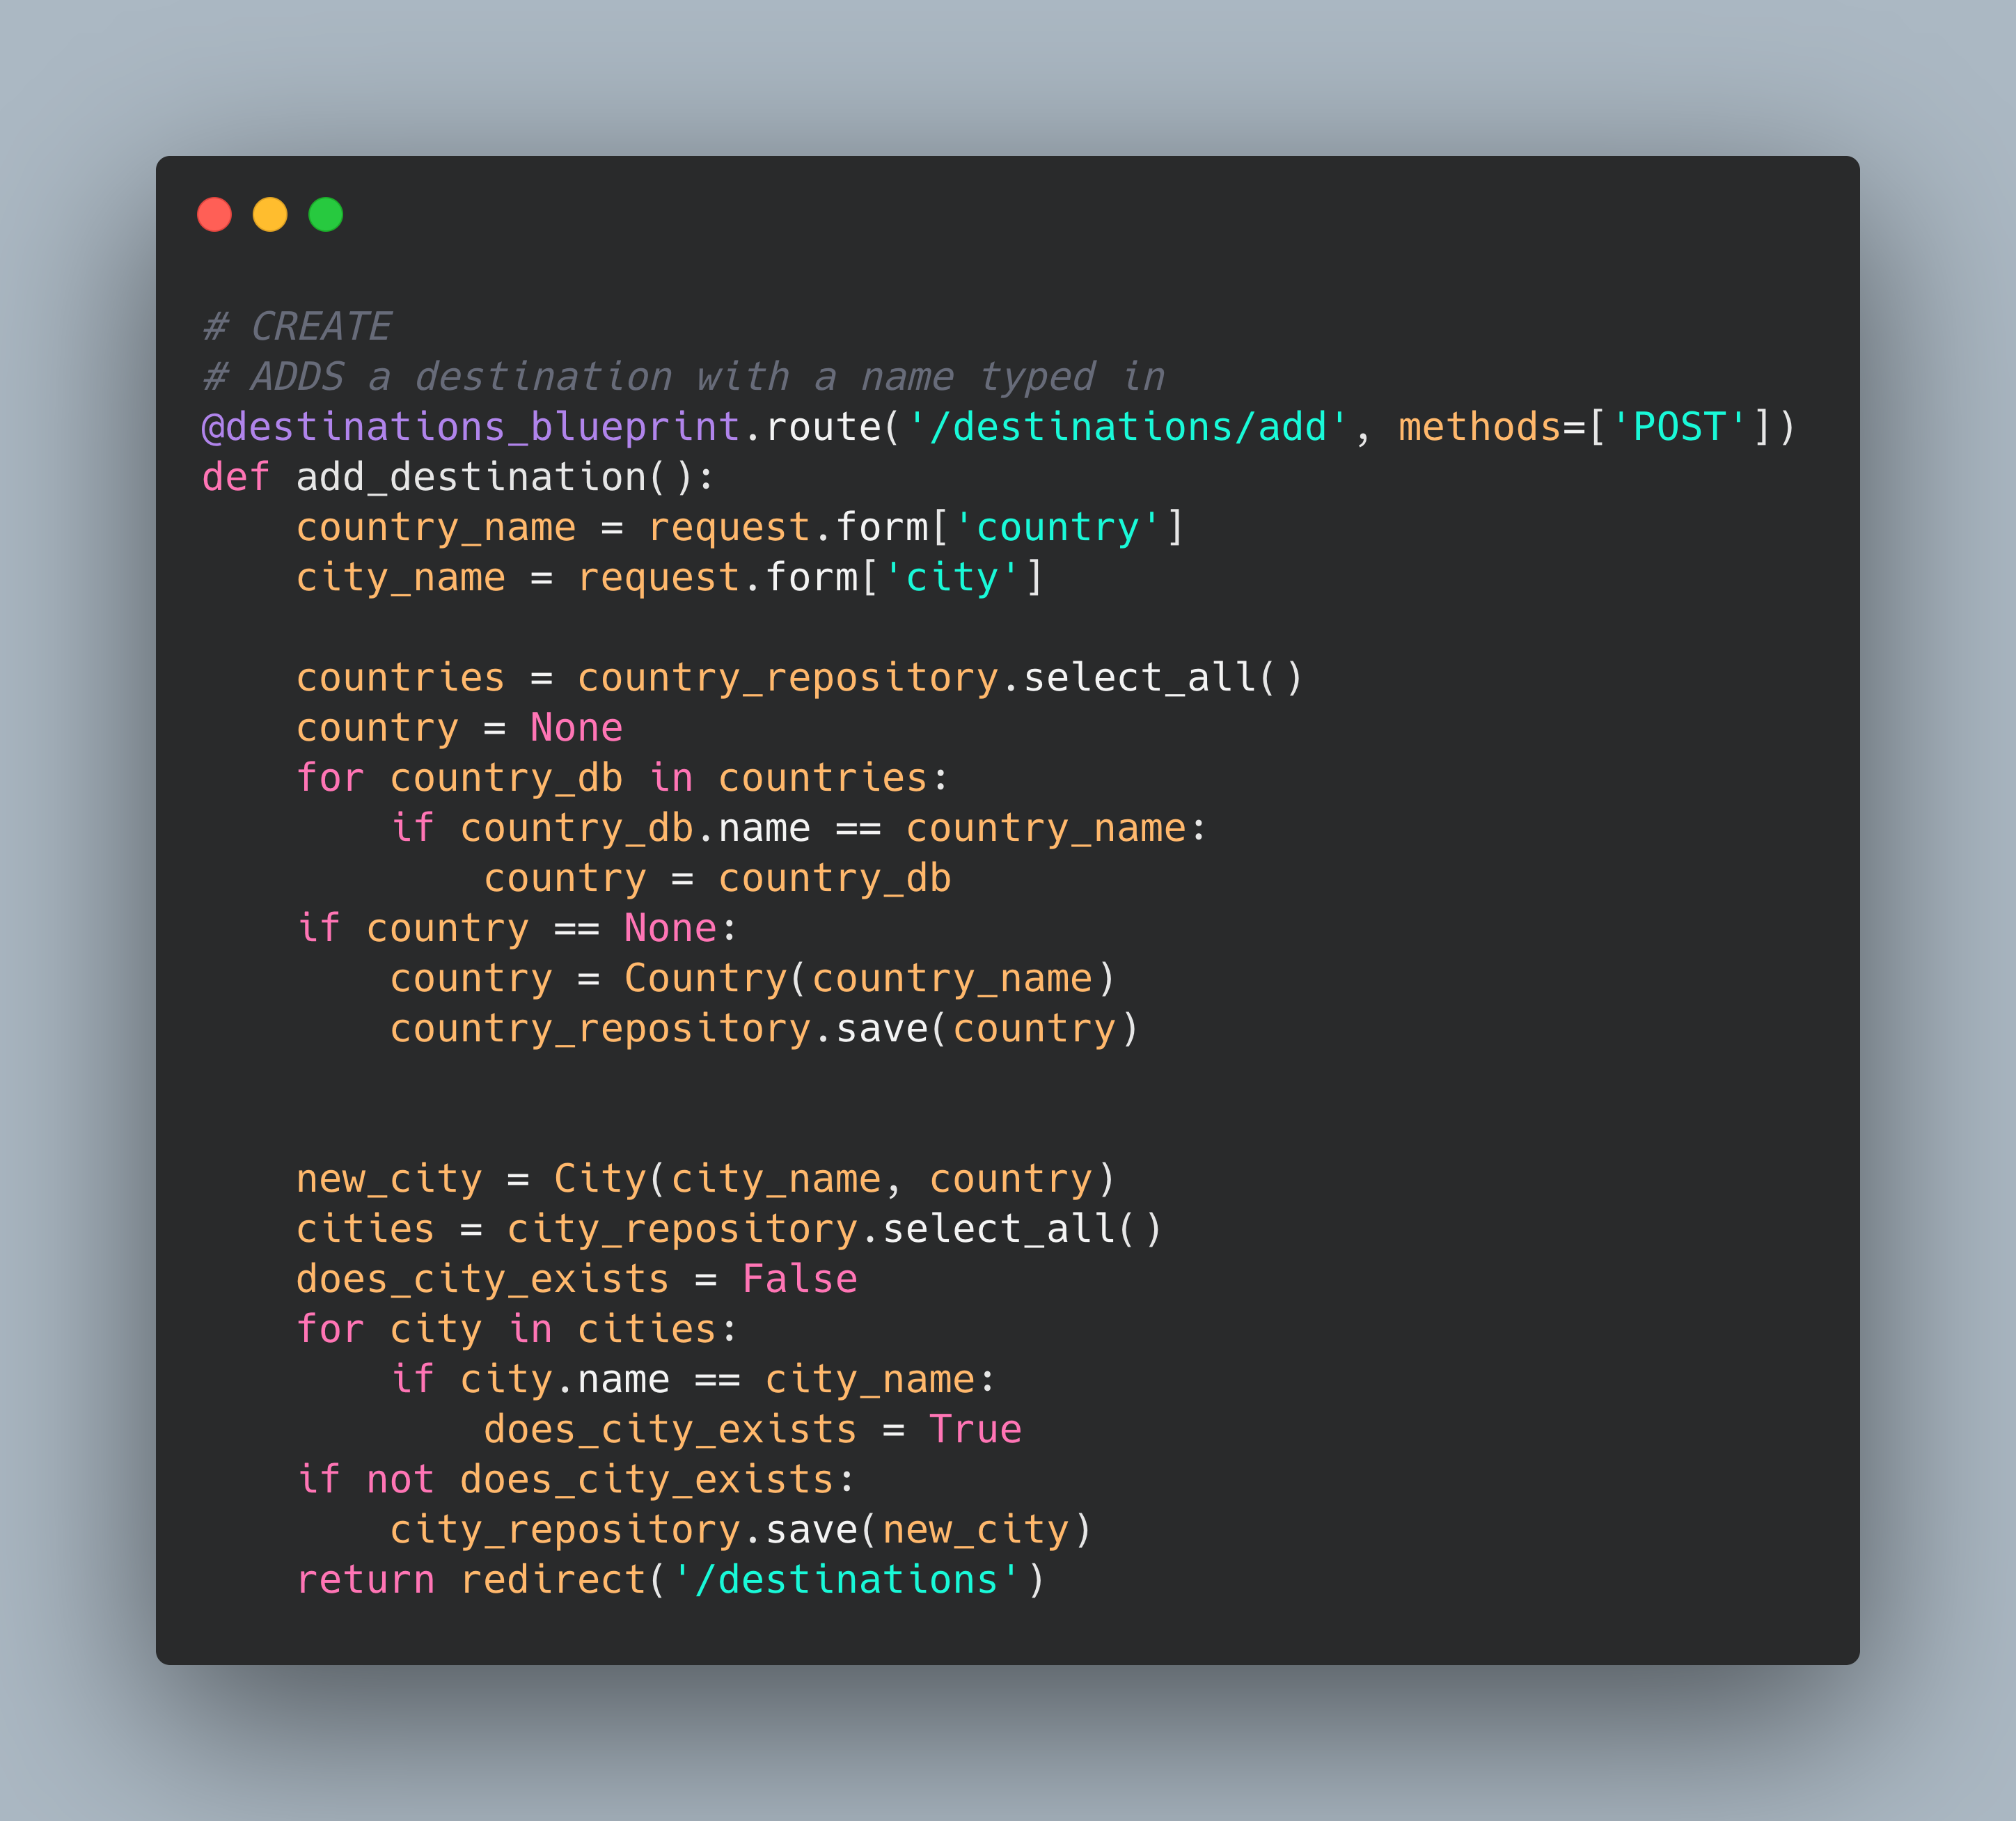 # CREATE
# ADDS a destination with a name typed in
@destinations_blueprint.route('/destinations/add', methods=['POST'])
def add_destination():
    country_name = request.form['country']
    city_name = request.form['city']

    countries = country_repository.select_all()
    country = None
    for country_db in countries:
        if country_db.name == country_name:
            country = country_db
    if country == None:
        country = Country(country_name)
        country_repository.save(country)


    new_city = City(city_name, country)
    cities = city_repository.select_all()
    does_city_exists = False
    for city in cities:
        if city.name == city_name:
            does_city_exists = True
    if not does_city_exists:
        city_repository.save(new_city)
    return redirect('/destinations')